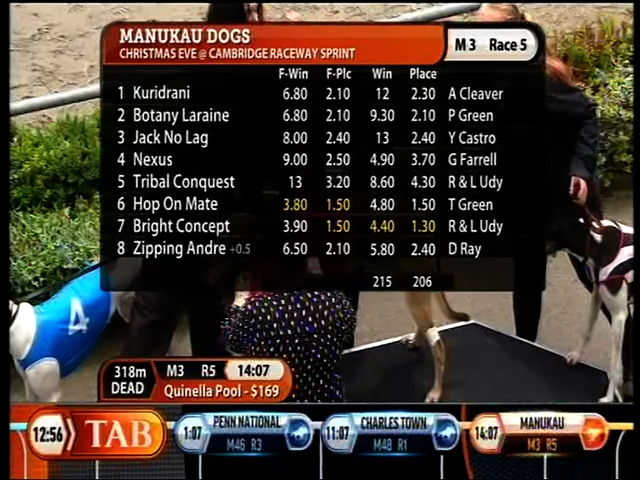 MANUKAU DOGS
CHRISTMAS EVE @ CAMBRIDGE RACEWAY SPRINT
M3 Race 5
F-Win F-Plc Win Place
1 Kuridrani 6.80 2.10 12 2.30 A Cleaver
2 Botany Laraine 6.80 2.10 9.30 2.10 P Green
3 Jack No Lag 8.00 2.40 13 2.40 Y Castro
4 Nexus 9.00 2.50 4.90 3.70 G Farrell
5 Tribal Conquest 13 3.20 8.60 4.30 R & L Udy
6 Hop On Mate 3.80 1.50 4.80 1.50 T Green
7 Bright Concept 3.90 1.50 4.40 1.30 R & L Udy
8 Zipping Andre +0.5 6.50 2.10 5.80 2.40 D Ray
215 206
4
318m M3 R5 14:07
DEAD Quinella Pool - $169
12:56 TAB 1:07 PENN NATIONAL M46 R3 11:07 CHARLES TOWN M48 R1 14:07 MANUKAU M3 R5